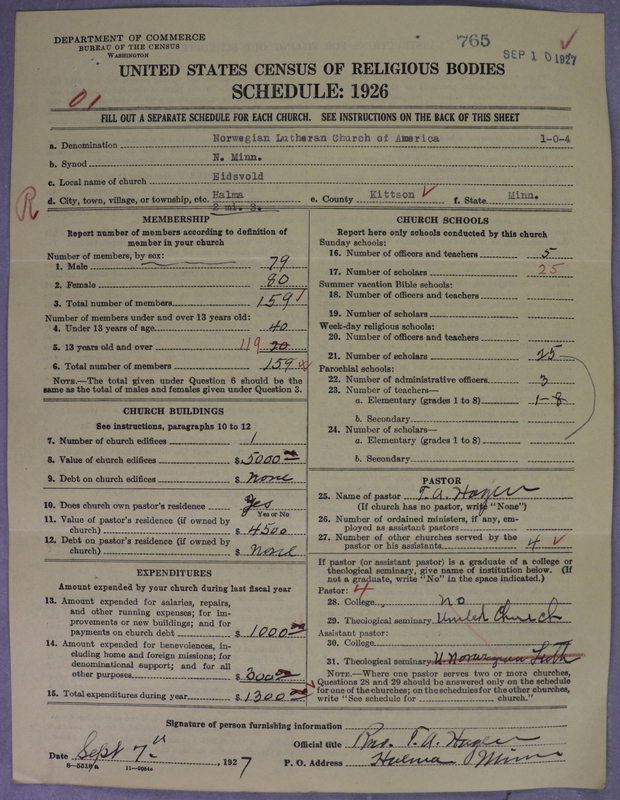 DEPARTMENT OF COMMERCE
BUREAU OF THE CENSUS
WASHINGTON
765
SEP 10 1927
UNITED STATES CENSUS OF RELIGIOUS BODIES
SCHEDULE: 1926
01
FILL OUT A SEPARATE SCHEDULE FOR EACH CHURCH. SEE INSTRUCTIONS ON THE BACK OF THIS SHEET
a. Denomination Norwegian Lutheran Church of America 1-0-4
b. Synod N. Minn.
c. Local name of church Eidsvold
R
d. City, town, village, or township, etc. Halma e. County Kittson f. State Minn.
2 mi. S.
MEMBERSHIP
Report number of members according to definition of
member in your church
Number of members, by sex:
1. Male 79
2. Female 80
3. Total number of members 159
Number of members under and over 13 years old:
4. Under 13 years of age 40
5. 13 years old and over 119 20
6. Total number of members 159
NOTE.—The total given under Question 6 should be the
same as the total of males and females given under Question 3.
CHURCH BUILDINGS
See instructions, paragraphs 10 to 12
7. Number of church edifices 1
8. Value of church edifices $5000
9. Debt on church edifices $ None
10. Does church own pastor's residence Yes
Yes or No
11. Value of pastor's residence (if owned by
church) $4500
12. Debt on pastor's residence (if owned by
church) $ None
EXPENDITURES
Amount expended by your church during last fiscal year
13. Amount expended for salaries, repairs,
and other running expenses; for im-
provements or new buildings; and for
payments on church debt $1000
14. Amount expended for benevolences, in-
cluding home and foreign missions; for
denominational support; and for all
other purposes $300
15. Total expenditures during year $1300
CHURCH SCHOOLS
Report here only schools conducted by this church
Sunday schools:
16. Number of officers and teachers 5
17. Number of scholars 25
Summer vacation Bible schools:
18. Number of officers and teachers
19. Number of scholars
Week-day religious schools:
20. Number of officers and teachers
21. Number of scholars 25
Parochial schools:
22. Number of administrative officers 3
23. Number of teachers—
a. Elementary (grades 1 to 8) 1-8
b. Secondary
24. Number of scholars—
a. Elementary (grades 1 to 8)
b. Secondary
PASTOR
25. Name of pastor T. A. Hagen
(If church has no pastor, write "None")
26. Number of ordained ministers, if any, em-
ployed as assistant pastors
27. Number of other churches served by the
pastor or his assistants 4
If pastor (or assistant pastor) is a graduate of a college or
theological seminary, give name of institution below. (If
not a graduate, write "No" in the space indicated.)
Pastor: 4
28. College No
29. Theological seminary United Church
Assistant pastor:
30. College
31. Theological seminary U. Norwegian Luth
NOTE.—Where one pastor serves two or more churches,
Questions 28 and 29 should be answered only on the schedule
for one of the churches; on the schedules for the other churches,
write "See schedule for church."
Signature of person furnishing information
Official title Rev. T. A. Hagen
Date Sept 7th, 1927 P. O. Address Halma Minn
6-5518a 11-9034